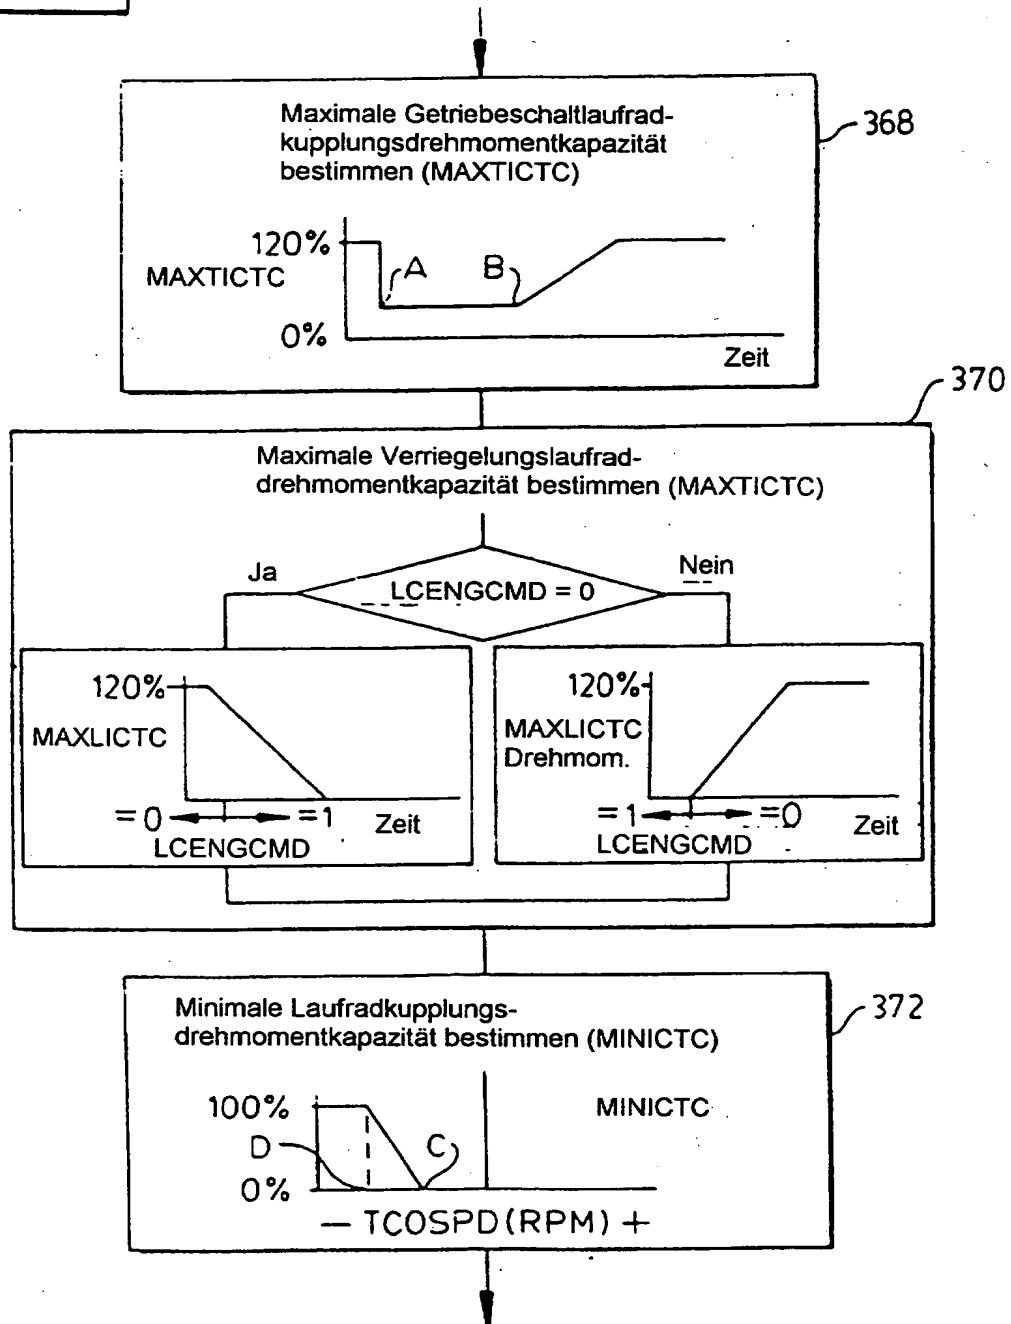 Maximale Getriebeschaltlaufrad-
kupplungsdrehmomentkapazität
bestimmen (MAXTICTC)
368
120%
MAXTICTC
A
B
0%
Zeit
370
Maximale Verriegelungslaufrad-
drehmomentkapazität bestimmen (MAXTICTC)
Ja
LCENGCMD = 0
Nein
120%
MAXLICTC
=0
=1
Zeit
LCENGCMD
120%
MAXLICTC
Drehmom.
=1
=0
Zeit
LCENGCMD
Minimale Laufradkupplungs-
drehmomentkapazität bestimmen (MINICTC)
372
100%
MINICTC
D
C
0%
− TCOSPD(RPM) +